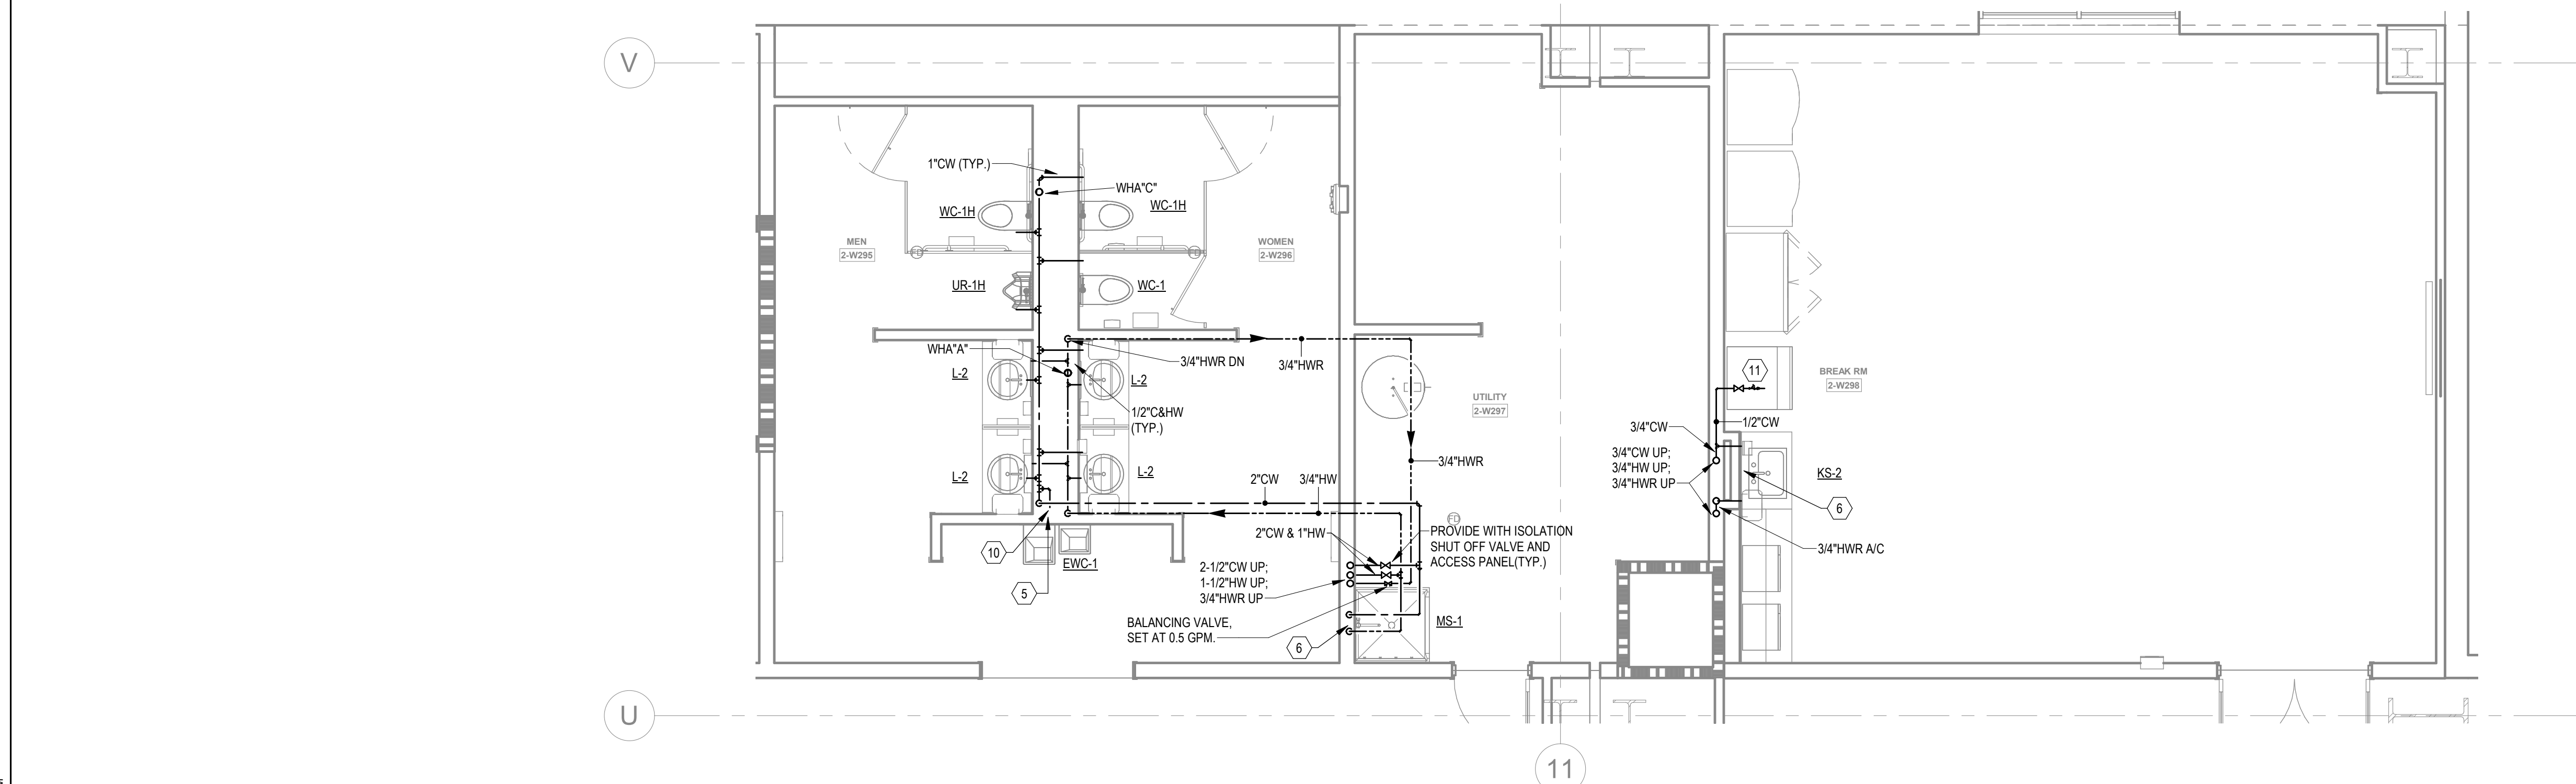 V
1"CW (TYP.)
WHA"C"
WC-1H
WC-1H
MEN
2-W295
WOMEN
2-W296
UR-1H
WC-1
WHA"A"
3/4"HWR DN
3/4"HWR
L-2
L-2
1/2"C&HW
(TYP.)
L-2
L-2
UTILITY
2-W297
3/4"HWR
2"CW
3/4"HW
FD
2"CW & 1"HW
PROVIDE WITH ISOLATION
SHUT OFF VALVE AND
ACCESS PANEL(TYP.)
10
EWC-1
5
2-1/2"CW UP;
1-1/2"HW UP;
3/4"HWR UP
BALANCING VALVE,
SET AT 0.5 GPM.
6
MS-1
11
BREAK RM
2-W298
3/4"CW
1/2"CW
3/4"CW UP;
3/4"HW UP;
3/4"HWR UP
KS-2
6
3/4"HWR A/C
U
11